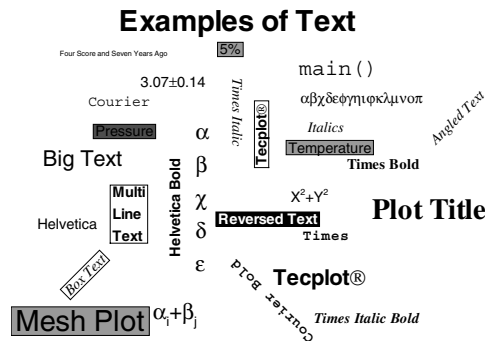 Examples of Text
Four Score and Seven Years Ago
5%
3.07±0.14
Times Italic
main()
Courier
Tecplot®
αβχδεϕγηιφκλμνοπ
Angled Text
Pressure
α
Italics
Temperature
Big Text
β
Times Bold
Helvetica Bold
Multi
Line
Text
χ
X²+Y²
Plot Title
Helvetica
Reversed Text
δ
Times
Box Text
ε
Courier Bold
Tecplot®
Mesh Plot
αᵢ+βⱼ
Times Italic Bold